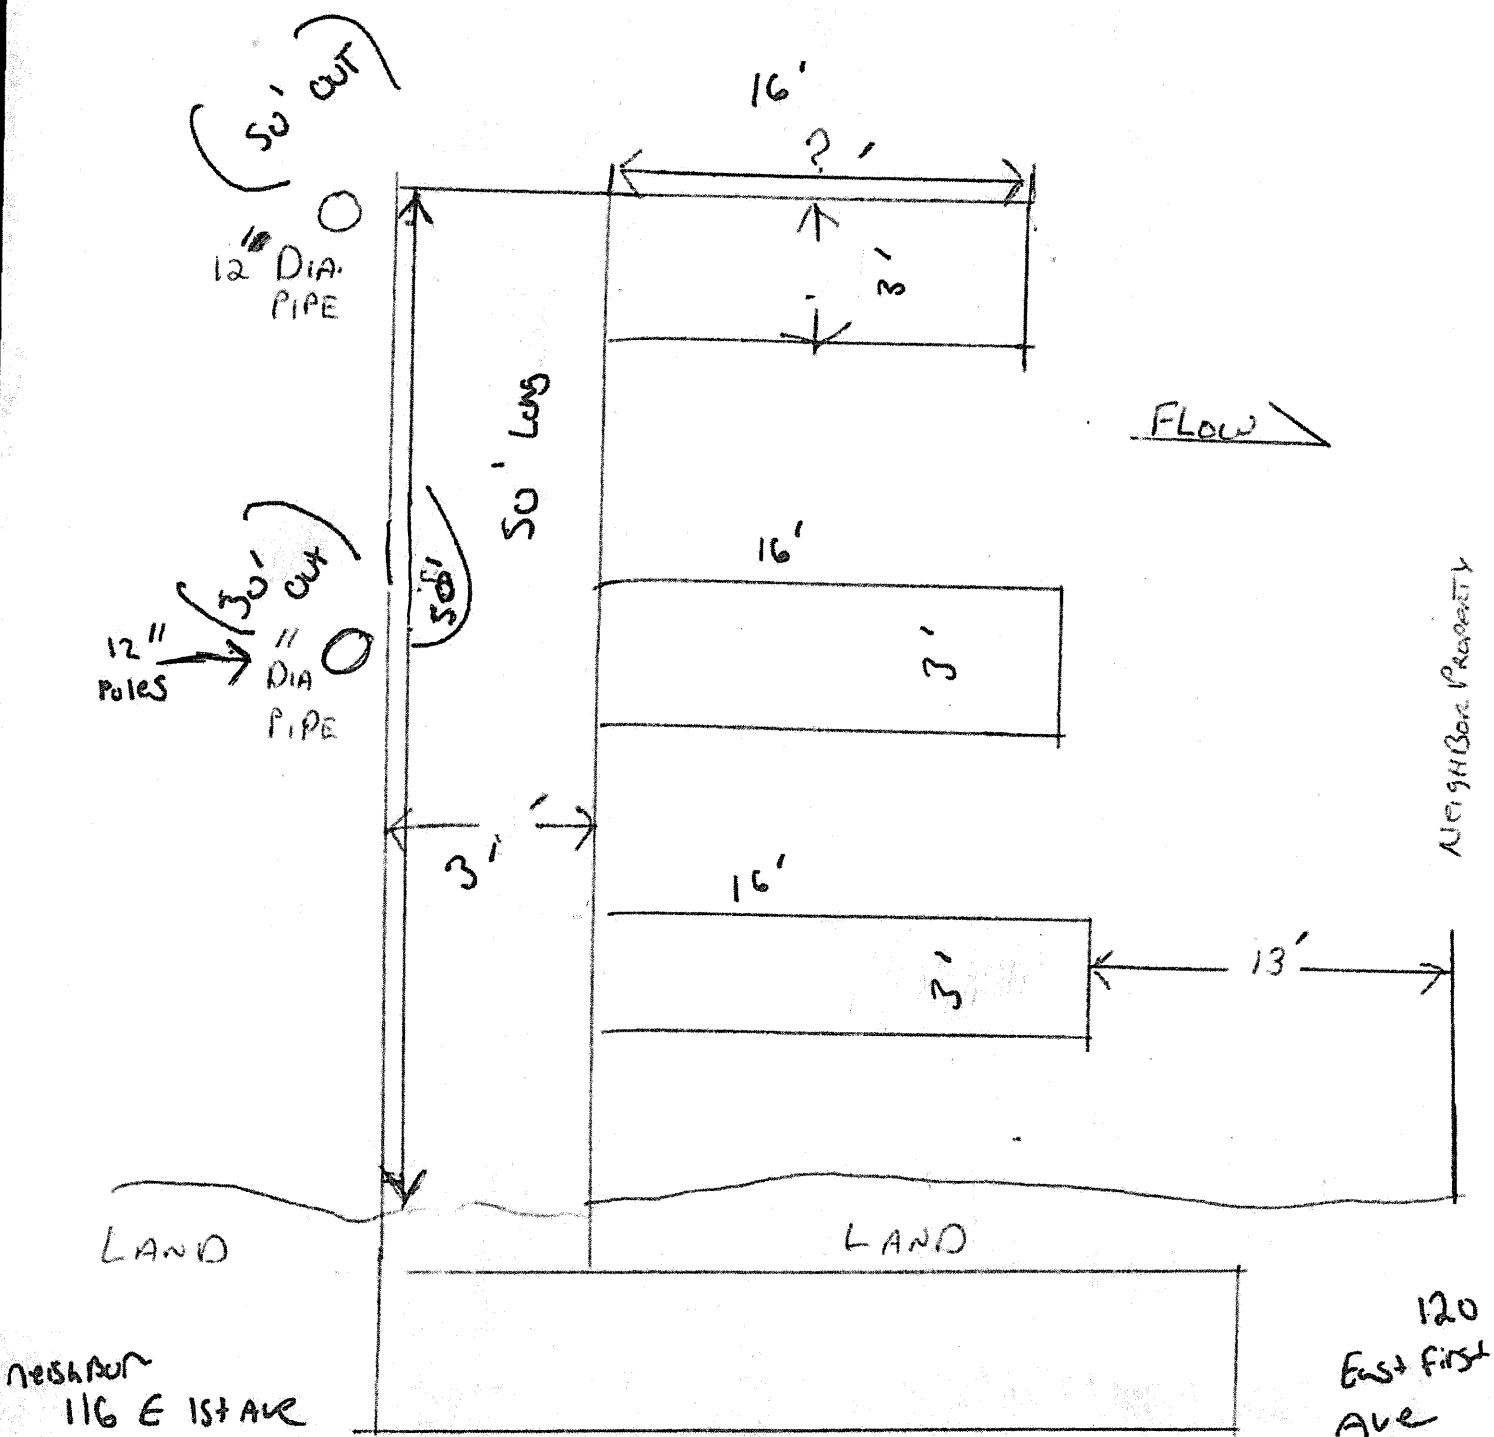 (50' OUT)
16'
? '
12" DIA.
PIPE
3'
50' Long
FLOW
(30' OUT)
50'
16'
12"
Poles
"
DIA
PIPE
3'
NEIGHBOR PROPERTY
3'
16'
3'
13'
LAND
LAND
neighbor
116 E 1st Ave
120
East First
Ave